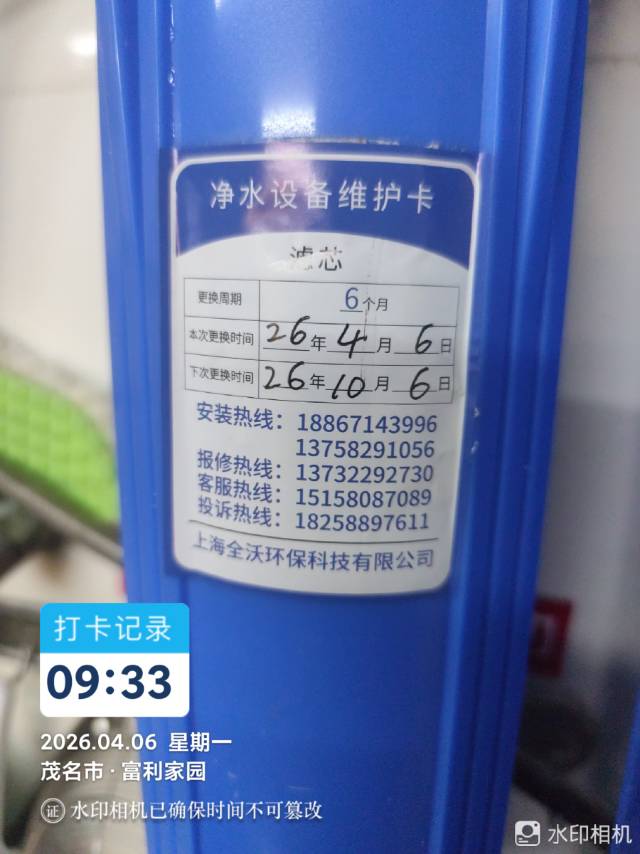 净水设备维护卡
滤芯
更换周期 6个月
本次更换时间 26年4月6日
下次更换时间 26年10月6日
安装热线：18867143996
13758291056
报修热线：13732292730
客服热线：15158087089
投诉热线：18258897611
上海全沃环保科技有限公司
打卡记录
09:33
2026.04.06 星期一
茂名市·富利家园
证 水印相机已确保时间不可篡改
水印相机